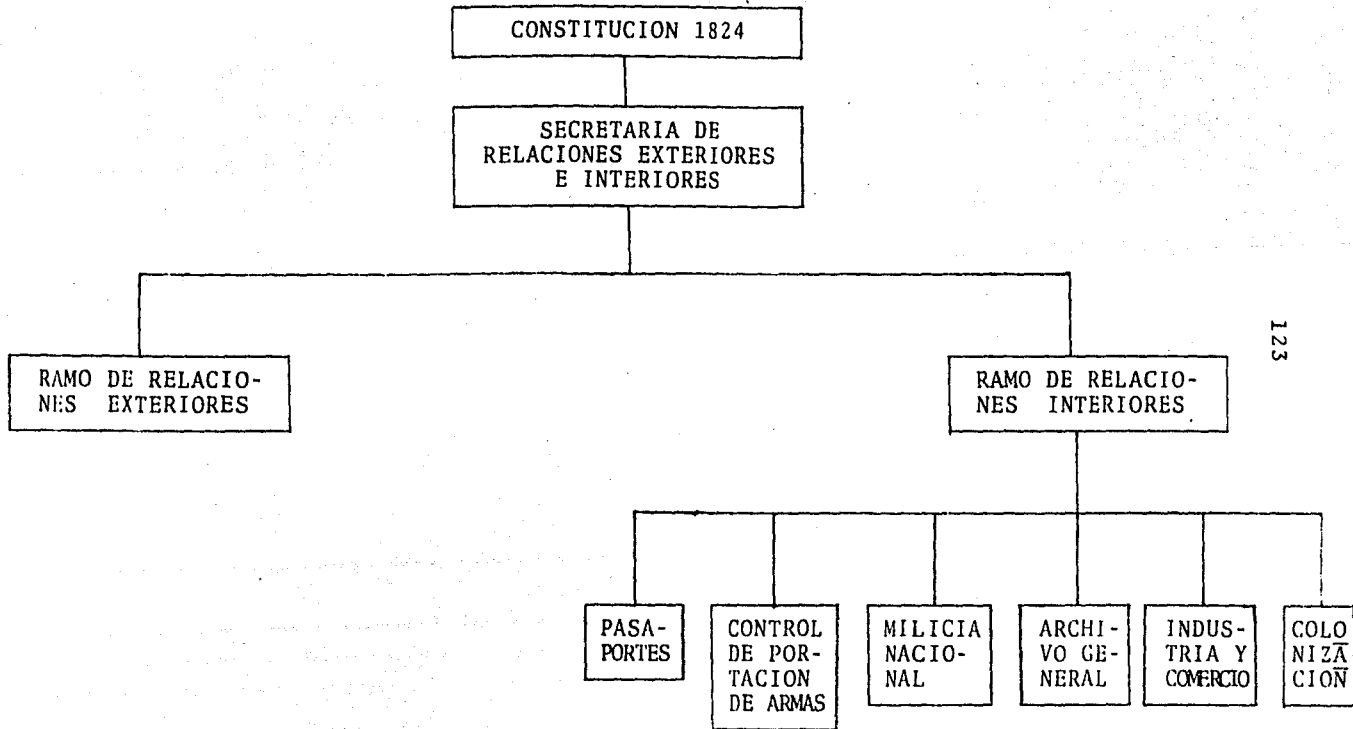 CONSTITUCION 1824
SECRETARIA DE
RELACIONES EXTERIORES
E INTERIORES
123
RAMO DE RELACIO-
NES EXTERIORES
RAMO DE RELACIO-
NES INTERIORES
PASA-
PORTES
CONTROL
DE POR-
TACION
DE ARMAS
MILICIA
NACIO-
NAL
ARCHI-
VO GE-
NERAL
INDUS-
TRIA Y
COMERCIO
COLO
NIZA
CION